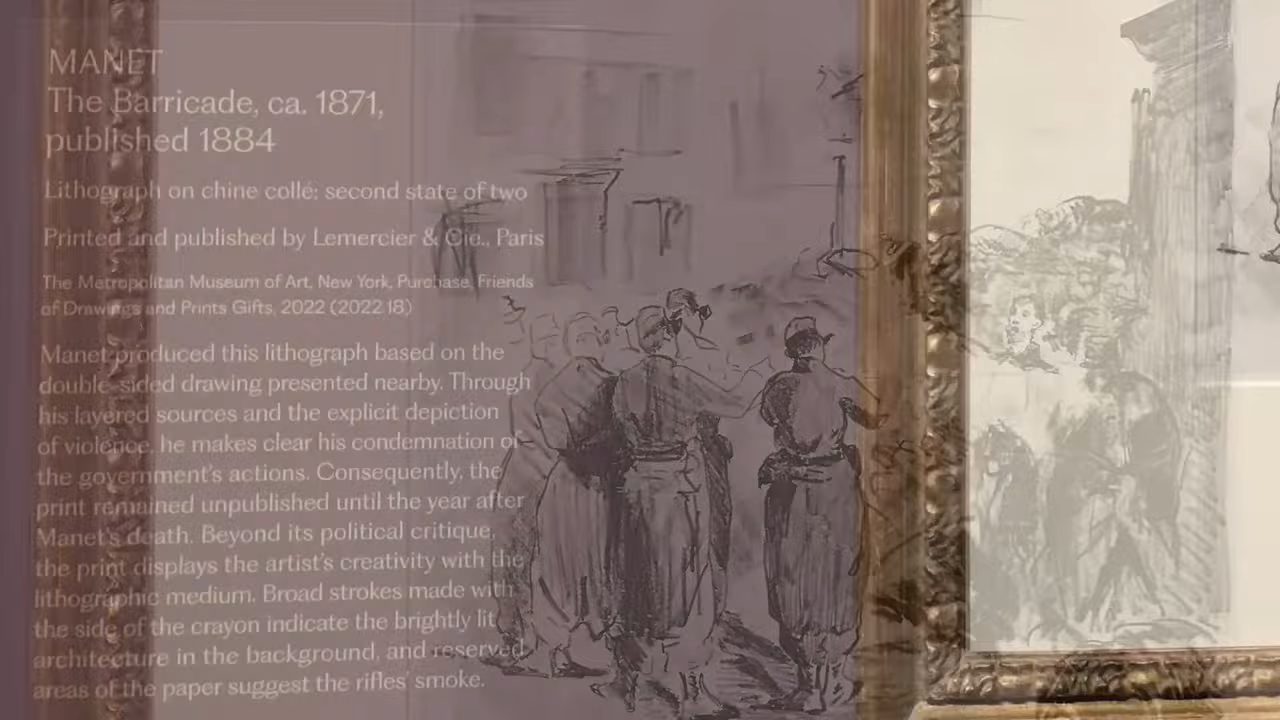 MANET
The Barricade, ca. 1871,
published 1884
Lithograph on chine collé; second state of two
Printed and published by Lemercier & Cie., Paris
The Metropolitan Museum of Art, New York, Purchase, Friends
of Drawings and Prints Gifts, 2022 (2022.18)
Manet produced this lithograph based on the
double-sided drawing presented nearby. Through
his layered sources and the explicit depiction
of violence, he makes clear his condemnation of
the government's actions. Consequently, the
print remained unpublished until the year after
Manet's death. Beyond its political critique,
the print displays the artist's creativity with the
lithographic medium. Broad strokes made with
the side of the crayon indicate the brightly lit
architecture in the background, and reserved
areas of the paper suggest the rifles' smoke.